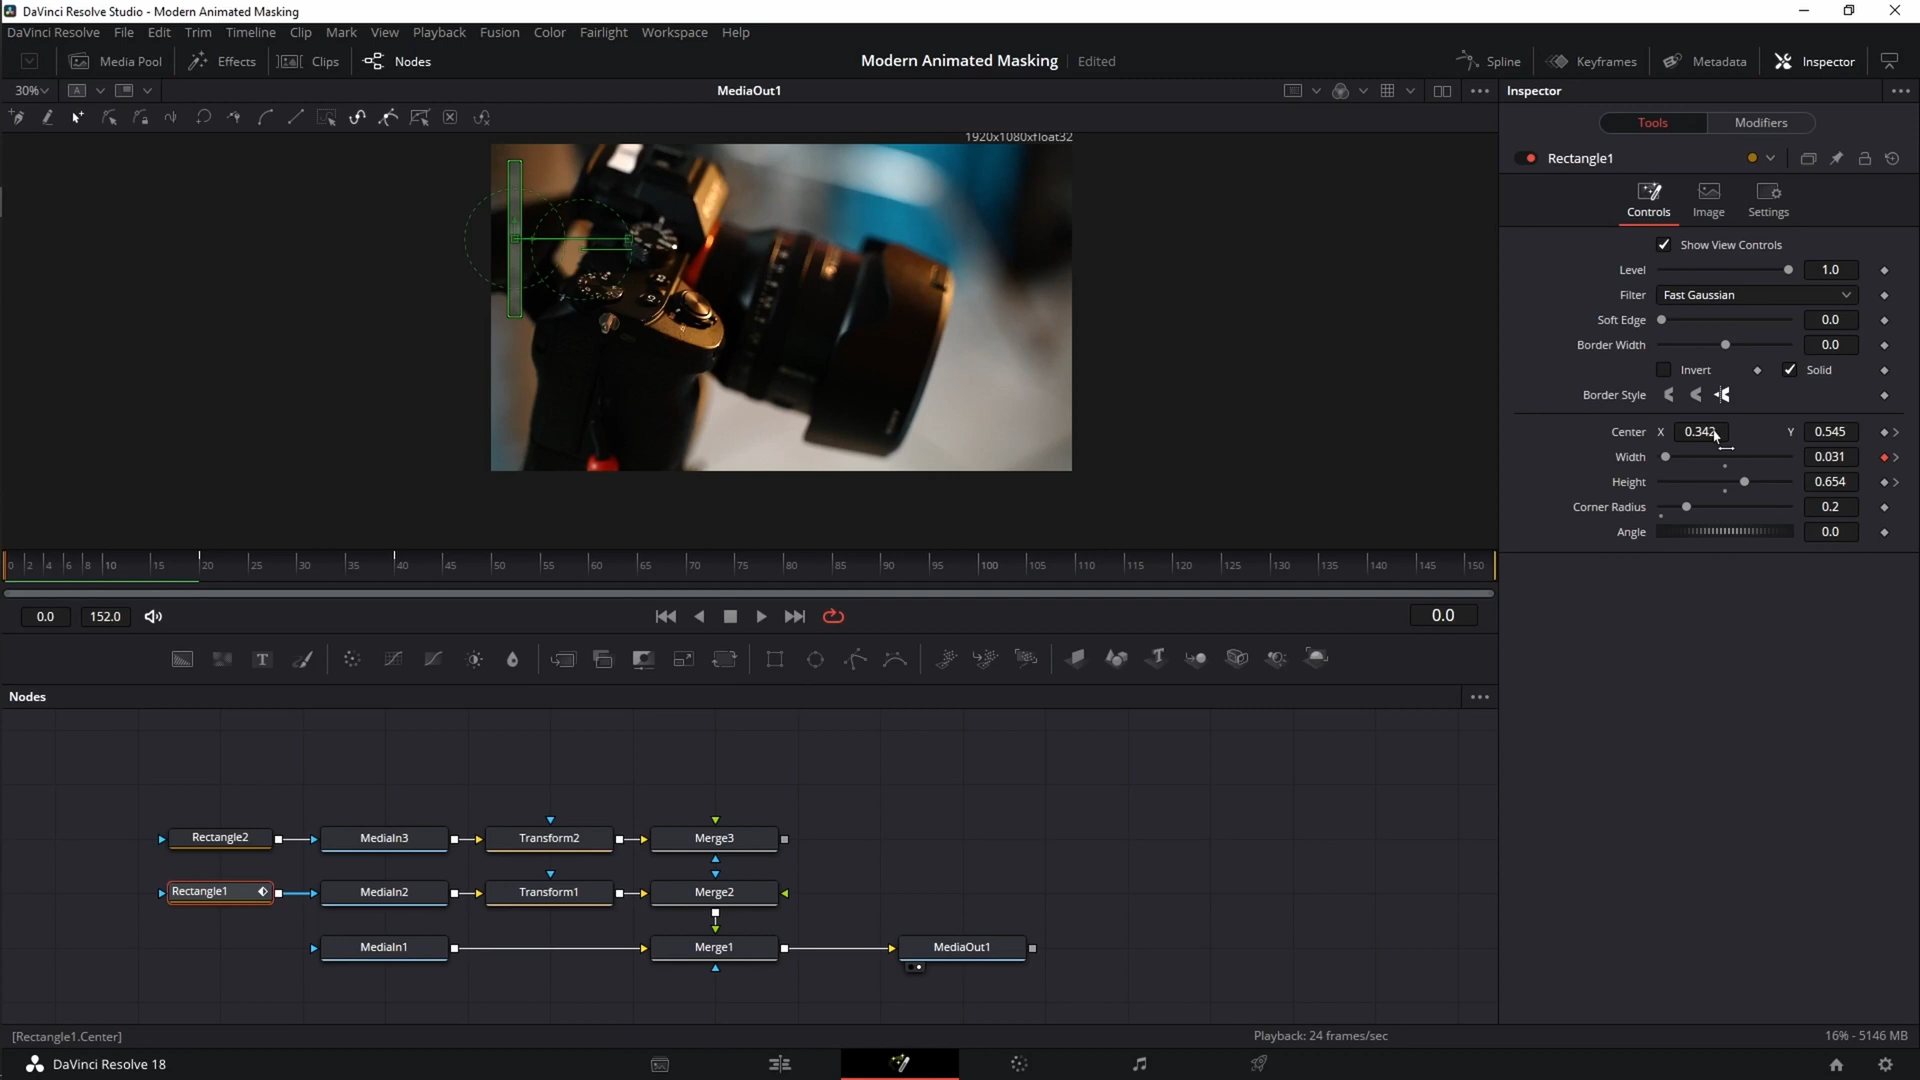 DaVinci Resolve Studio - Modern Animated Masking
DaVinci Resolve File Edit Trim Timeline Clip Mark View Playback Fusion Color Fairlight Workspace Help
Media Pool Effects Clips Nodes Modern Animated Masking Edited Spline Keyframes Metadata Inspector
30% A MediaOut1 Inspector
1920x1080xfloat32
Tools Modifiers
Rectangle1
Controls Image Settings
Show View Controls
Level 1.0
Filter Fast Gaussian
Soft Edge 0.0
Border Width 0.0
Invert Solid
Border Style
Center X 0.342 Y 0.545
Width 0.031
Height 0.654
Corner Radius 0.2
Angle 0.0
0 2 4 6 8 10 15 20 25 30 35 40 45 50 55 60 65 70 75 80 85 90 95 100 105 110 115 120 125 130 135 140 145 150
0.0 152.0 0.0
T
Nodes
Rectangle2 MediaIn3 Transform2 Merge3
Rectangle1 MediaIn2 Transform1 Merge2
MediaIn1 Merge1 MediaOut1
[Rectangle1.Center] Playback: 24 frames/sec 16% - 5146 MB
DaVinci Resolve 18